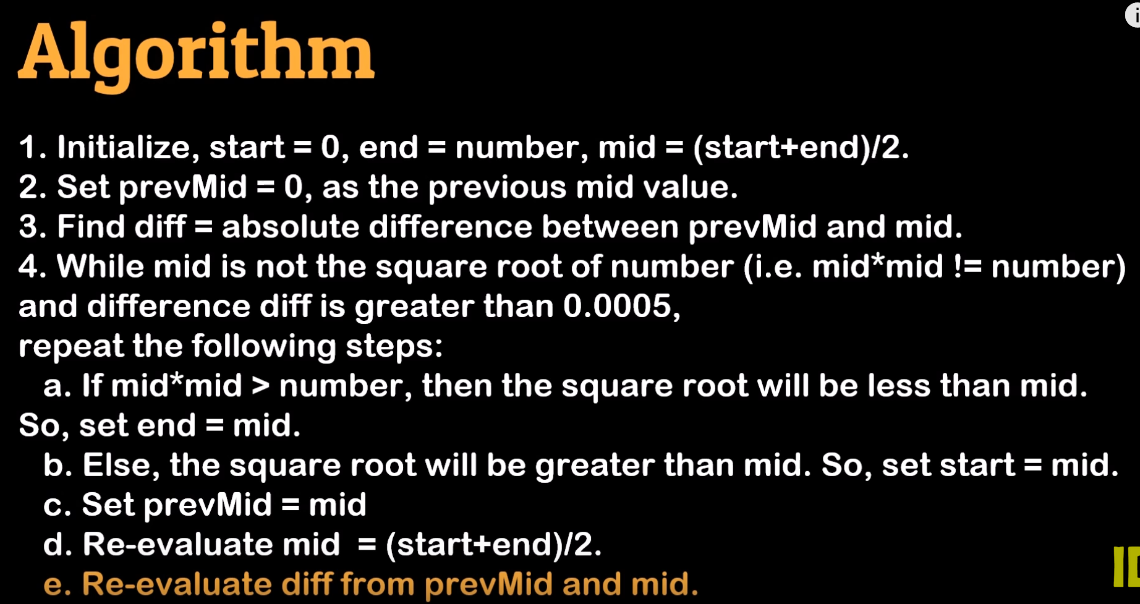 Algorithm
1. Initialize, start = 0, end = number, mid = (start+end)/2.
2. Set prevMid = 0, as the previous mid value.
3. Find diff = absolute difference between prevMid and mid.
4. While mid is not the square root of number (i.e. mid*mid != number)
and difference diff is greater than 0.0005,
repeat the following steps:
a. If mid*mid > number, then the square root will be less than mid.
So, set end = mid.
b. Else, the square root will be greater than mid. So, set start = mid.
c. Set prevMid = mid
d. Re-evaluate mid = (start+end)/2.
e. Re-evaluate diff from prevMid and mid.